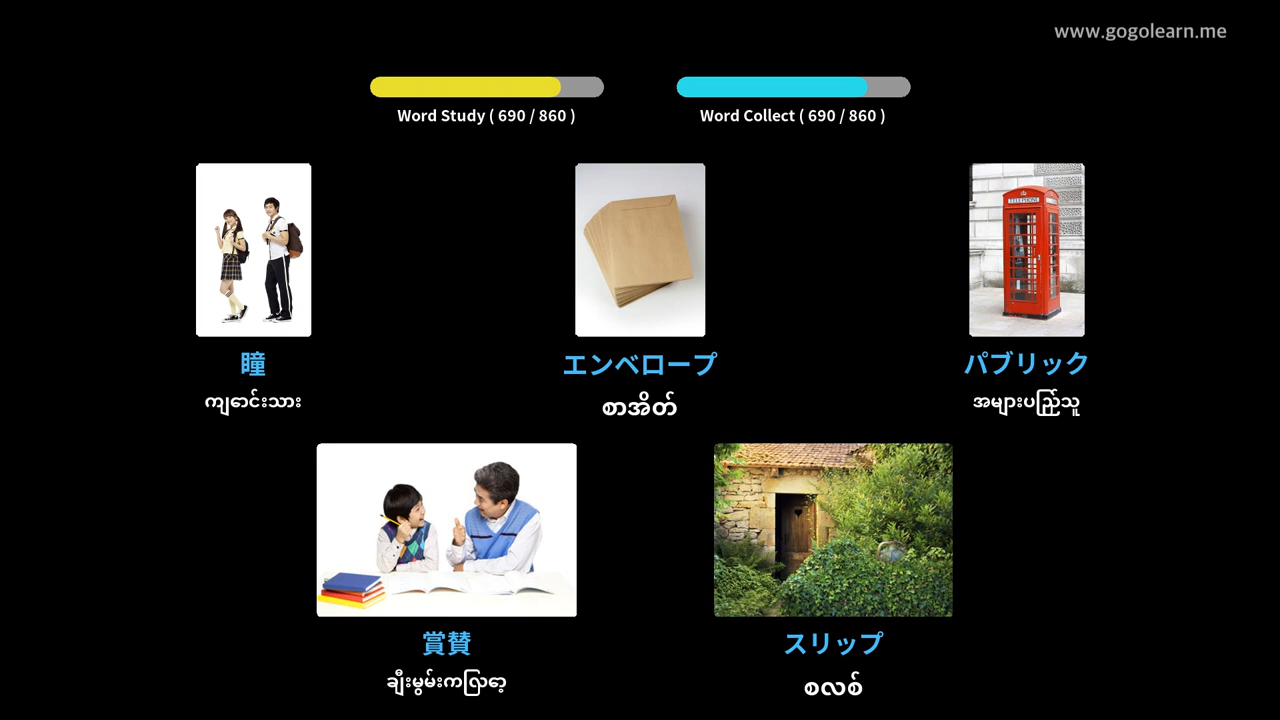 www.gogolearn.me
Word Study ( 690 / 860 )
Word Collect ( 690 / 860 )
TELEPHONE
瞳
ကျောင်းသား
エンベロープ
စာအိတ်
パブリック
အများပြည်သူ
賞賛
ချီးမွမ်းကြလော့
スリップ
စလစ်